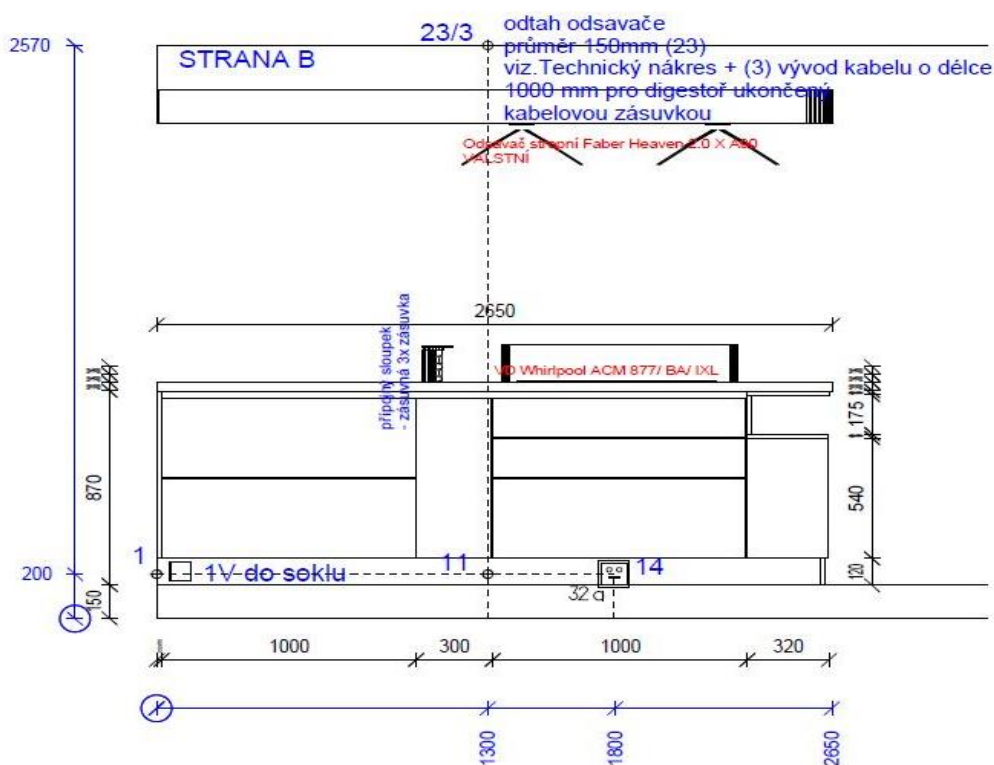 2570
23/3
odtah odsavače
průměr 150mm (23)
viz.Technický nákres + (3) vývod kabelu o délce
1000 mm pro digestoř ukončený
kabelovou zásuvkou
STRANA B
Odsavač stropní Faber Heaven 2.0 X A90
VALSTNÍ
2650
přípojný sloupek
- zásuvná 3x zásuvka
VD Whirlpool ACM 877/ BA/ IXL
175
870
540
1
1V do soklu
11
14
200
120
150
32 a
1000
300
1000
320
1300
1800
2650